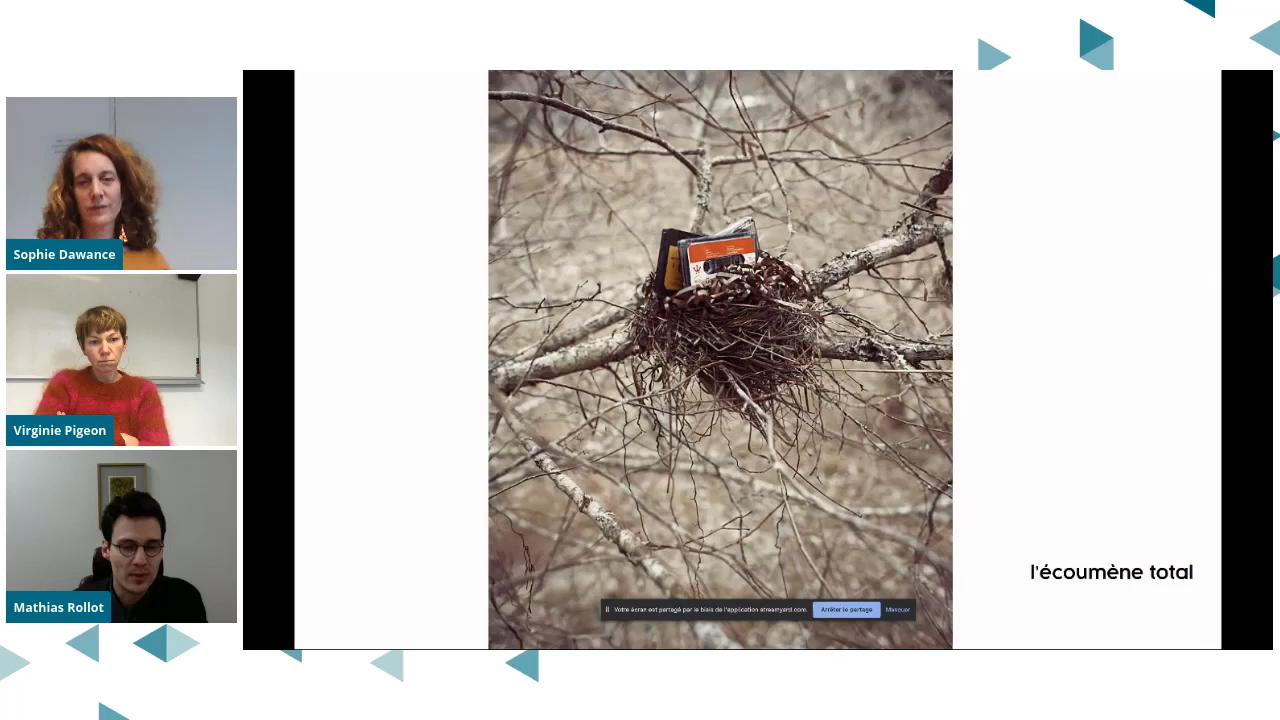 Sophie Dawance
Virginie Pigeon
Mathias Rollot
l'écoumène total
Votre écran est partagé par le biais de l'application streamyard.com.
Arrêter le partage
Masquer